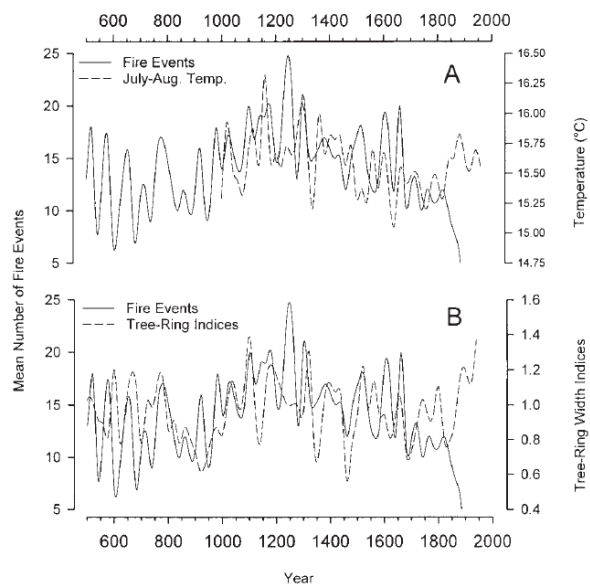 600 800 1000 1200 1400 1600 1800 2000
25 16.50
Fire Events
July-Aug. Temp.
A
16.25
20 16.00
15.75
15 15.50
10 15.25
15.00
5 14.75
Mean Number of Fire Events
Temperature (°C)
25 1.6
Fire Events
Tree-Ring Indices
B
1.4
20 1.2
15 1.0
0.8
10 0.6
5 0.4
Tree-Ring Width Indices
600 800 1000 1200 1400 1600 1800 2000
Year